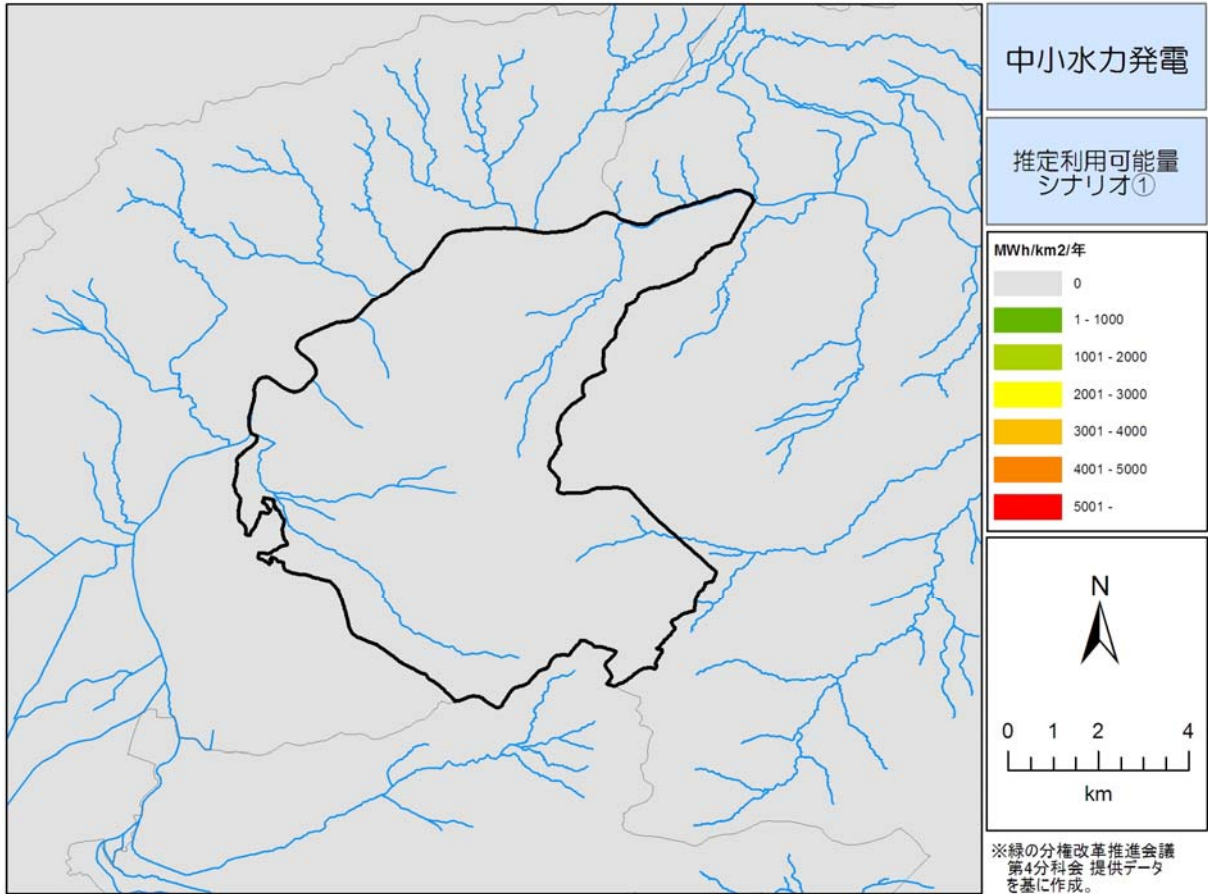 中小水力発電
推定利用可能量
シナリオ①
MWh/km2/年
0
1 - 1000
1001 - 2000
2001 - 3000
3001 - 4000
4001 - 5000
5001 -
N
0 1 2 4
km
※緑の分権改革推進会議
第4分科会 提供データ
を基に作成。